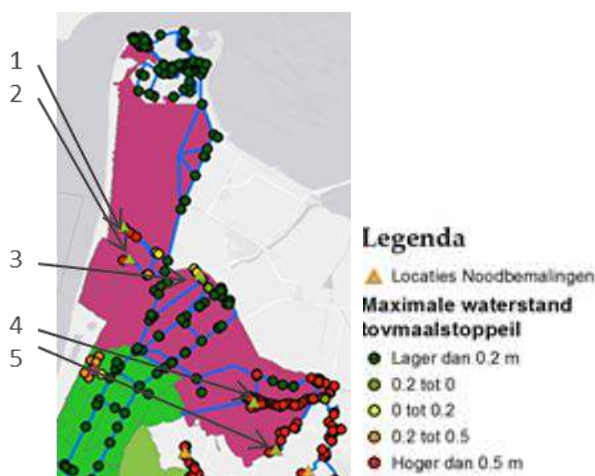 1
2
3
4
5
Legenda
Locaties Noodbemalingen
Maximale waterstand
tovmaalstoppeil
Lager dan 0.2 m
0.2 tot 0
0 tot 0.2
0.2 tot 0.5
Hoger dan 0.5 m